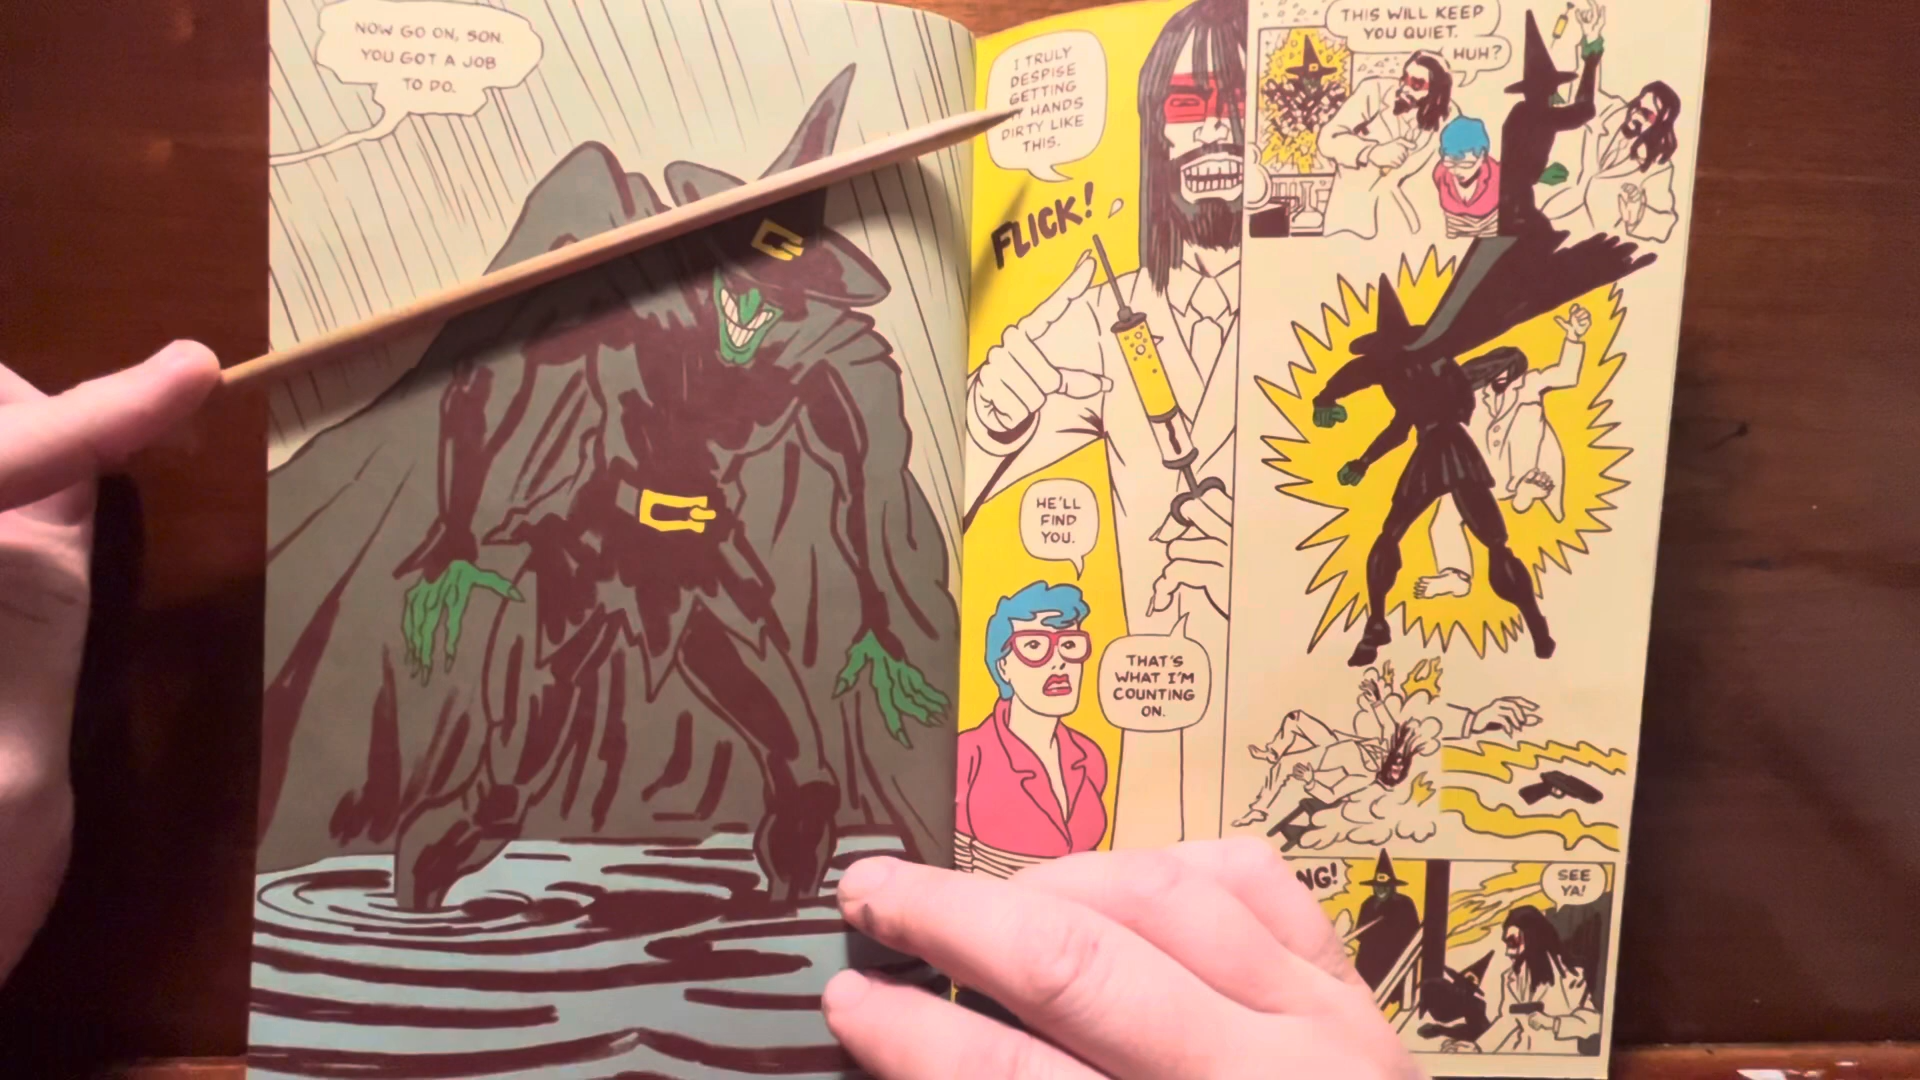 NOW GO ON, SON.
YOU GOT A JOB
TO DO.
I TRULY
DESPISE
GETTING
HANDS
DIRTY LIKE
THIS.
FLICK!
HE'LL
FIND
YOU.
THAT'S
WHAT I'M
COUNTING
ON.
THIS WILL KEEP
YOU QUIET.
HUH?
NG!
SEE
YA!